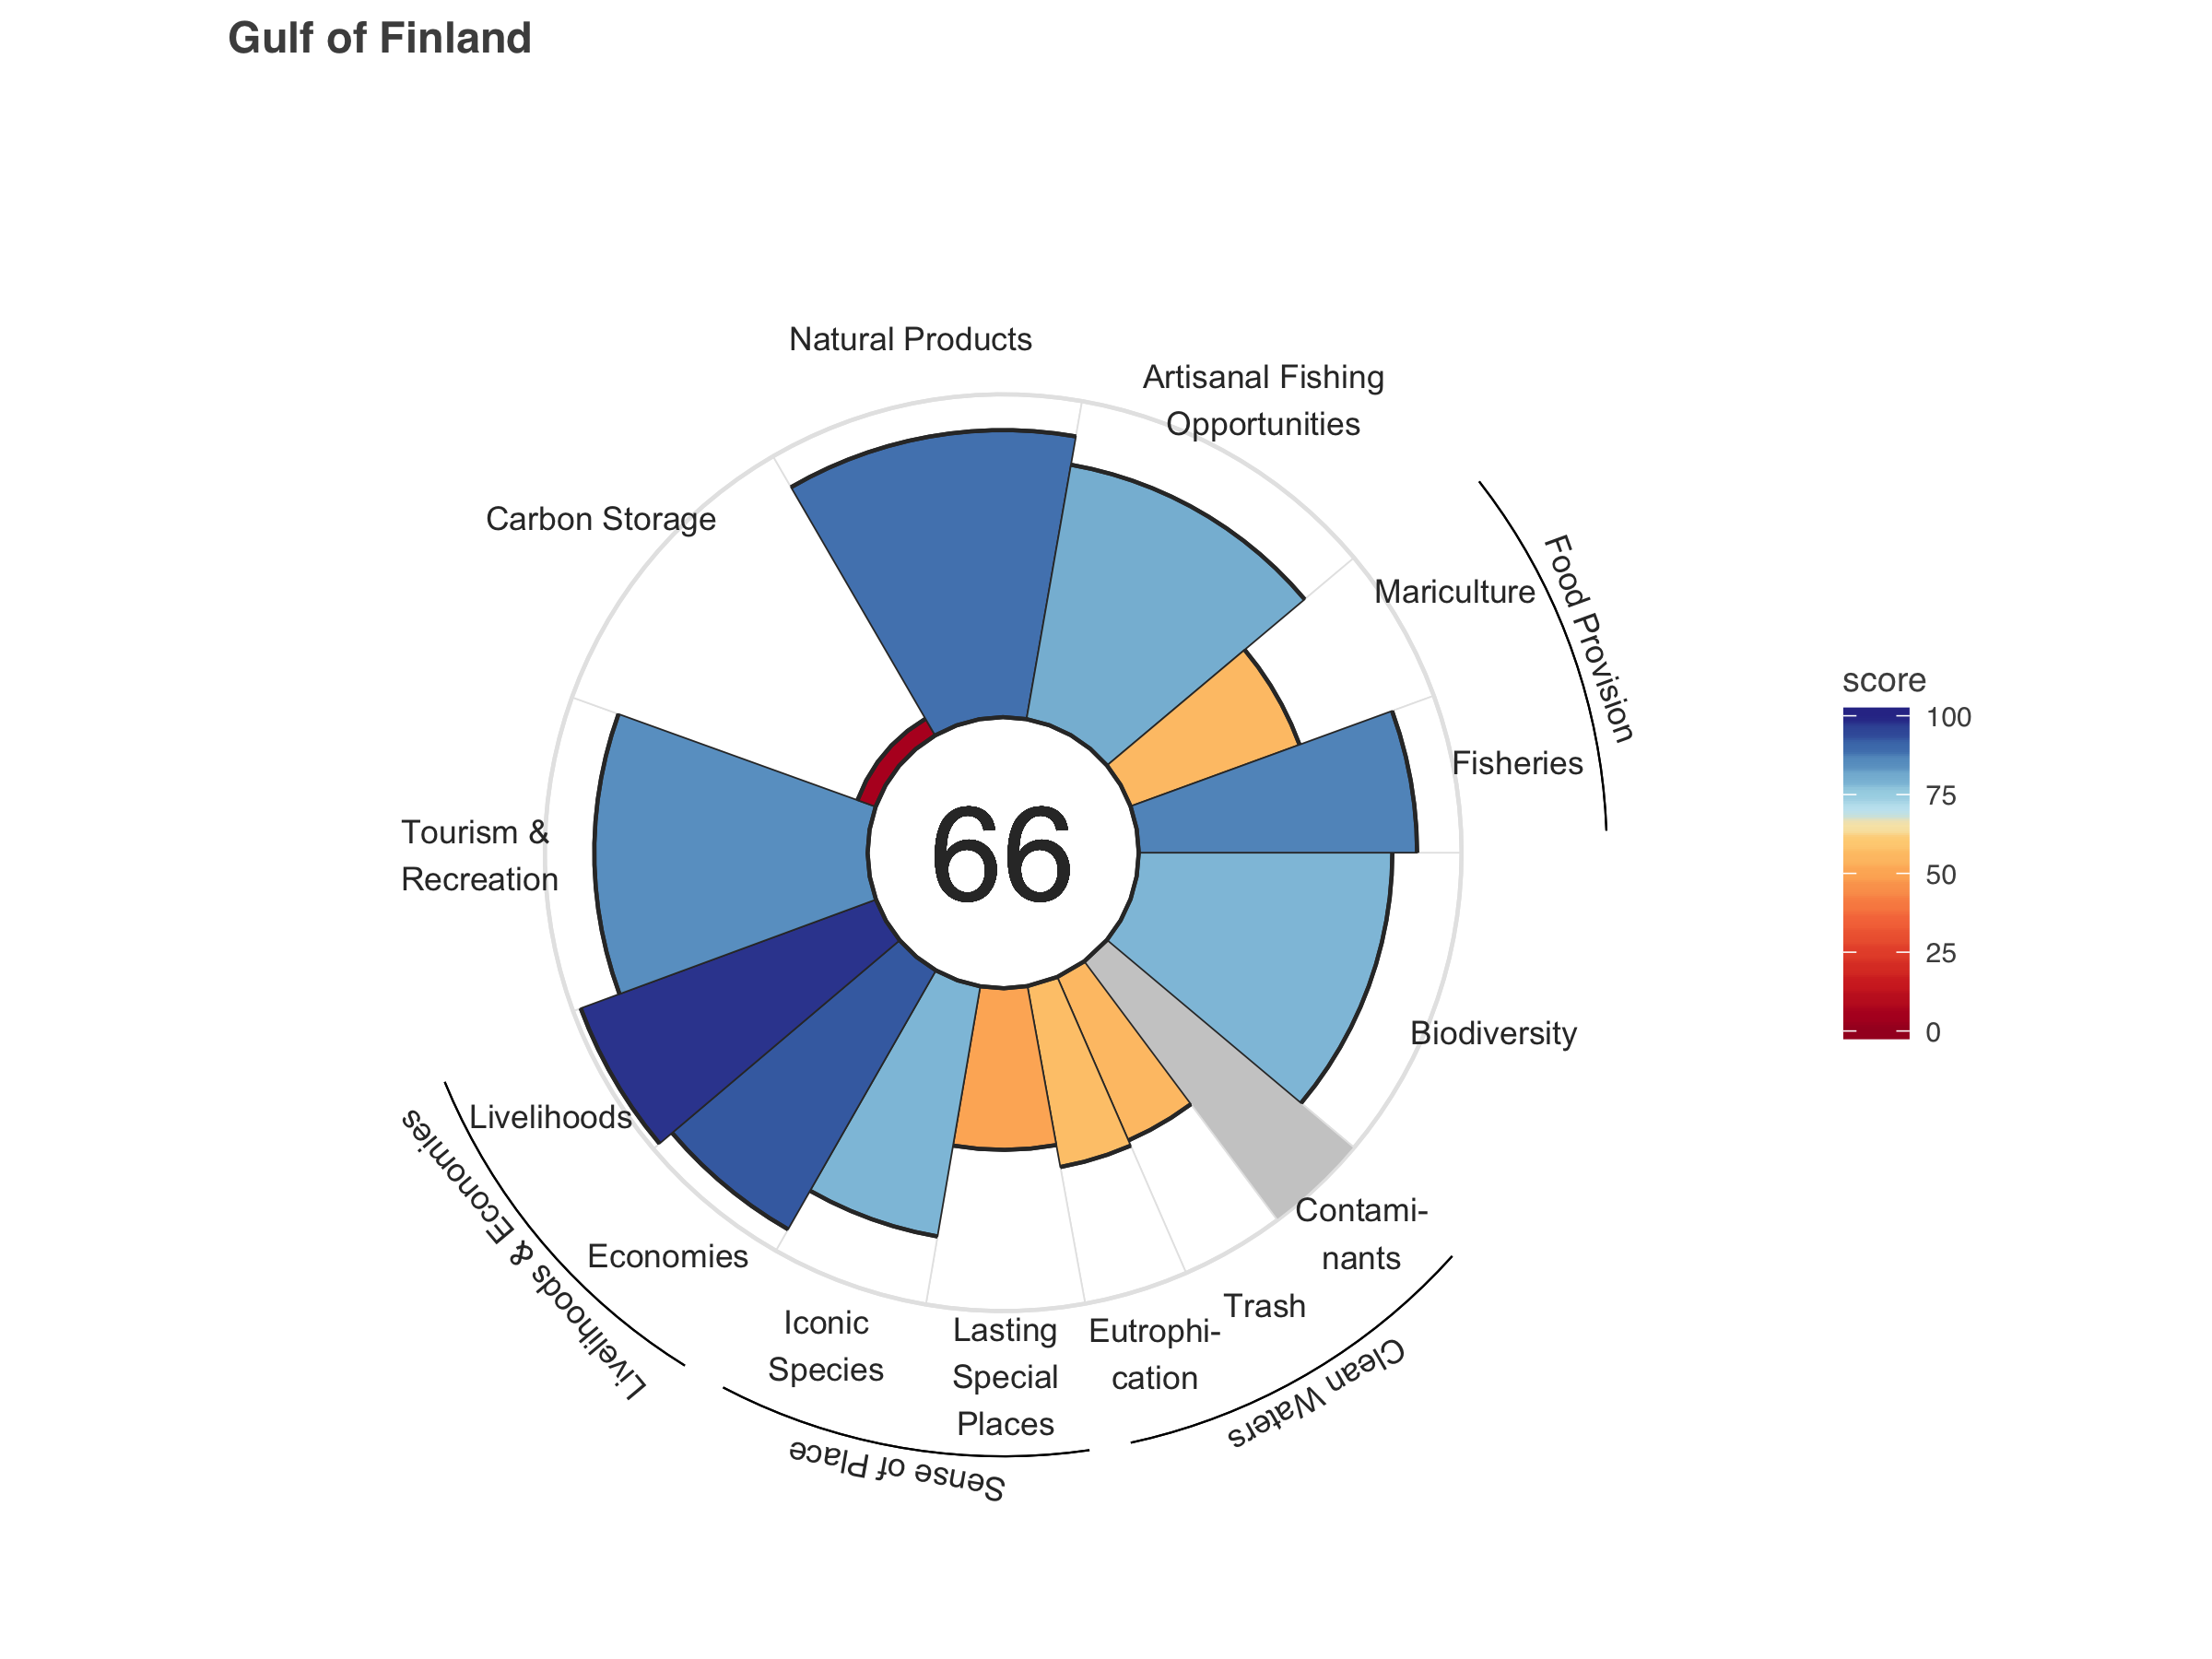 Gulf of Finland
Natural Products
Artisanal Fishing
Opportunities
Carbon Storage
Mariculture
Food Provision
Fisheries
score
100
75
50
25
0
66
Tourism &
Recreation
Biodiversity
Livelihoods
Livelihoods & Economies
Economies
Contami-
nants
Trash
Clean Waters
Iconic
Species
Lasting
Special
Places
Eutrophi-
cation
Sense of Place